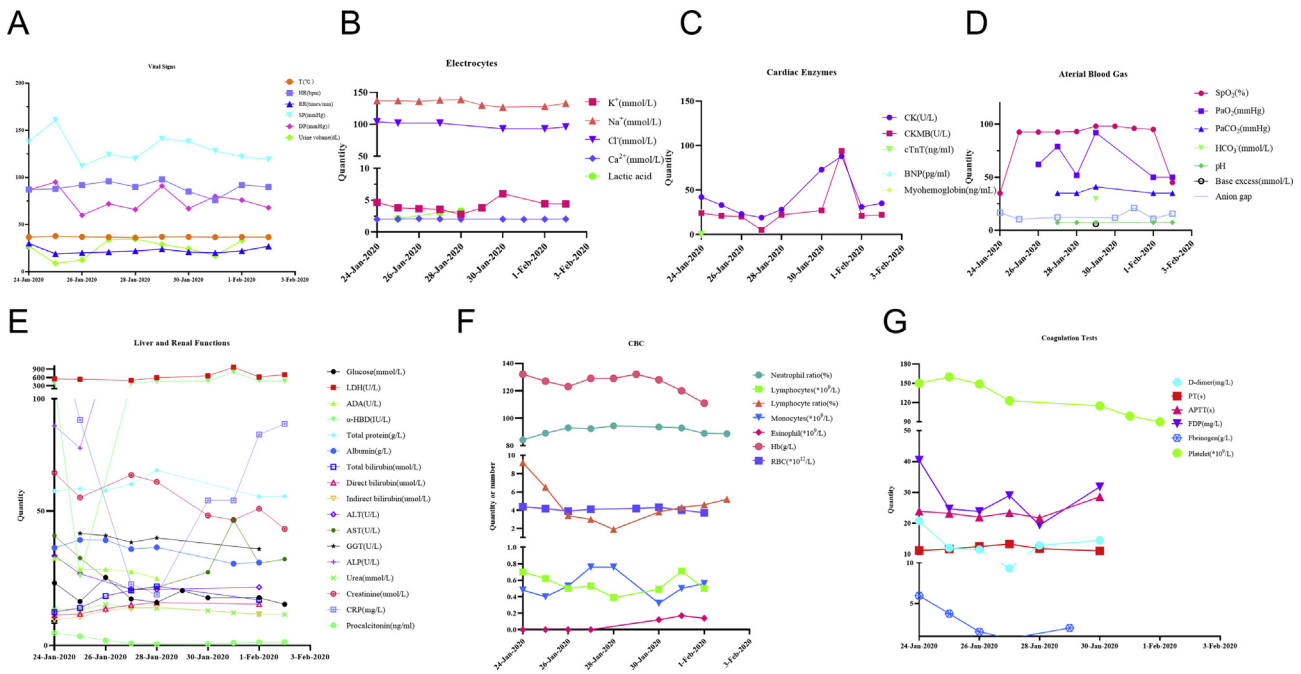 A
Vital Signs
Quantity
200
150
100
50
0
24-Jan-2020
26-Jan-2020
28-Jan-2020
30-Jan-2020
1-Feb-2020
3-Feb-2020
T(℃)
HR(bpm)
RR(times/min)
SP(mmHg)
DP(mmHg))
Urine volume(dL)
B
Electrocytes
Quantity
150
100
50
15
10
5
0
24-Jan-2020
26-Jan-2020
28-Jan-2020
30-Jan-2020
1-Feb-2020
3-Feb-2020
K⁺(mmol/L)
Na⁺(mmol/L)
Cl⁻(mmol/L)
Ca²⁺(mmol/L)
Lactic acid
C
Cardiac Enzymes
Quantity
150
100
50
0
24-Jan-2020
26-Jan-2020
28-Jan-2020
30-Jan-2020
1-Feb-2020
3-Feb-2020
CK(U/L)
CKMB(U/L)
cTnT(ng/ml)
BNP(pg/ml)
Myohemoglobin(ng/mL)
D
Aterial Blood Gas
Quantity
100
50
0
24-Jan-2020
26-Jan-2020
28-Jan-2020
30-Jan-2020
1-Feb-2020
3-Feb-2020
SpO₂(%)
PaO₂(mmHg)
PaCO₂(mmHg)
HCO₃⁻(mmol/L)
pH
Base excess(mmol/L)
Anion gap
E
Liver and Renal Functions
Quantity
900
600
300
100
50
0
24-Jan-2020
26-Jan-2020
28-Jan-2020
30-Jan-2020
1-Feb-2020
3-Feb-2020
Glucose(mmol/L)
LDH(U/L)
ADA(U/L)
α-HBD(IU/L)
Total protein(g/L)
Albumin(g/L)
Total bilirubin(umol/L)
Direct bilirubin(umol/L)
Indirect bilirubin(umol/L)
ALT(U/L)
AST(U/L)
GGT(U/L)
ALP(U/L)
Urea(mmol/L)
Creatinine(umol/L)
CRP(mg/L)
Procalcitonin(ng/ml)
F
CBC
Quantity or number
140
120
100
80
10
8
6
4
2
1.0
0.8
0.6
0.4
0.2
0.0
24-Jan-2020
26-Jan-2020
28-Jan-2020
30-Jan-2020
1-Feb-2020
3-Feb-2020
Neutrophil ratio(%)
Lymphocytes(*10⁹/L)
Lymphocyte ratio(%)
Monocytes(*10⁹/L)
Esinophil(*10⁹/L)
Hb(g/L)
RBC(*10¹²/L)
G
Coagulation Tests
Quantity
180
150
120
90
50
40
30
20
10
10
5
24-Jan-2020
26-Jan-2020
28-Jan-2020
30-Jan-2020
1-Feb-2020
3-Feb-2020
D-dimer(mg/L)
PT(s)
APTT(s)
FDP(mg/L)
Fbrinogen(g/L)
Platelet(*10⁹/L)